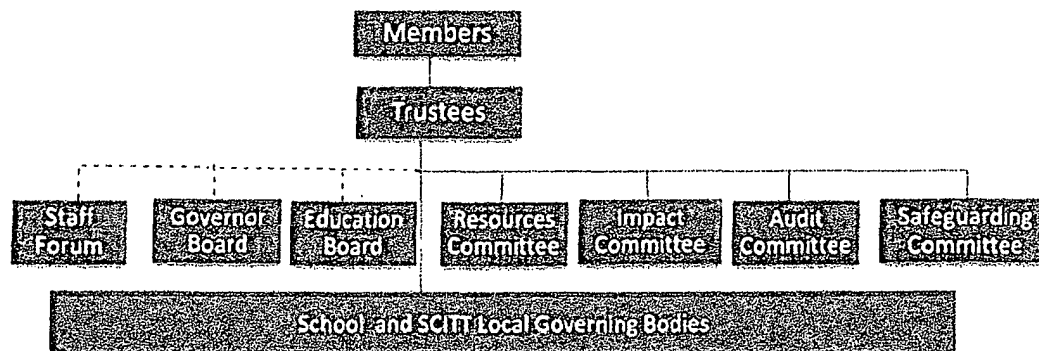 Members
Trustees
Staff
Forum
Governor
Board
Education
Board
Resources
Committee
Impact
Committee
Audit
Committee
Safeguarding
Committee
School and SCITT Local Governing Bodies